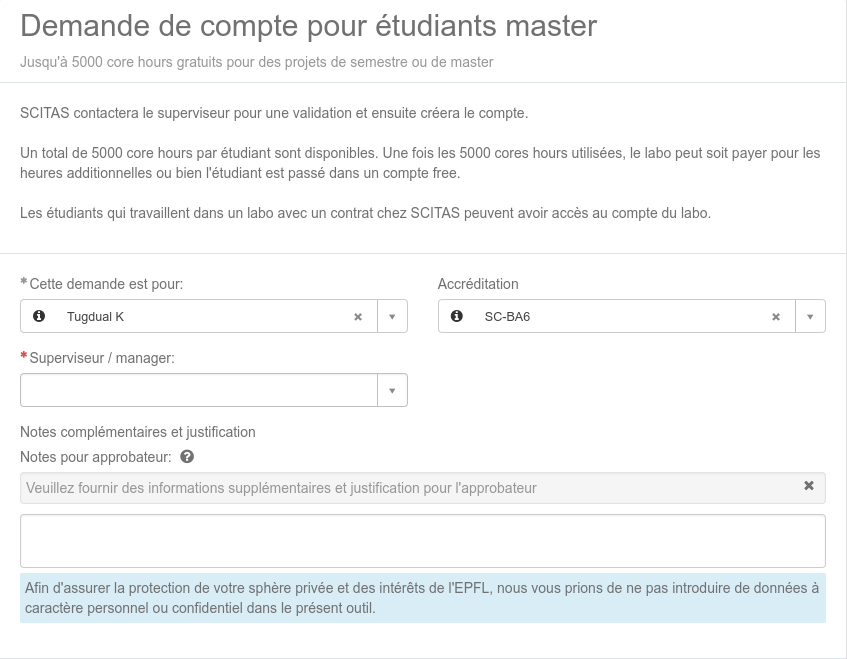 Demande de compte pour étudiants master
Jusqu'à 5000 core hours gratuits pour des projets de semestre ou de master
SCITAS contactera le superviseur pour une validation et ensuite créera le compte.
Un total de 5000 core hours par étudiant sont disponibles. Une fois les 5000 cores hours utilisées, le labo peut soit payer pour les
heures additionnelles ou bien l'étudiant est passé dans un compte free.
Les étudiants qui travaillent dans un labo avec un contrat chez SCITAS peuvent avoir accès au compte du labo.
* Cette demande est pour:
Accréditation
Tugdual K
SC-BA6
* Superviseur / manager:
Notes complémentaires et justification
Notes pour approbateur:
Veuillez fournir des informations supplémentaires et justification pour l'approbateur
Afin d'assurer la protection de votre sphère privée et des intérêts de l'EPFL, nous vous prions de ne pas introduire de données à
caractère personnel ou confidentiel dans le présent outil.